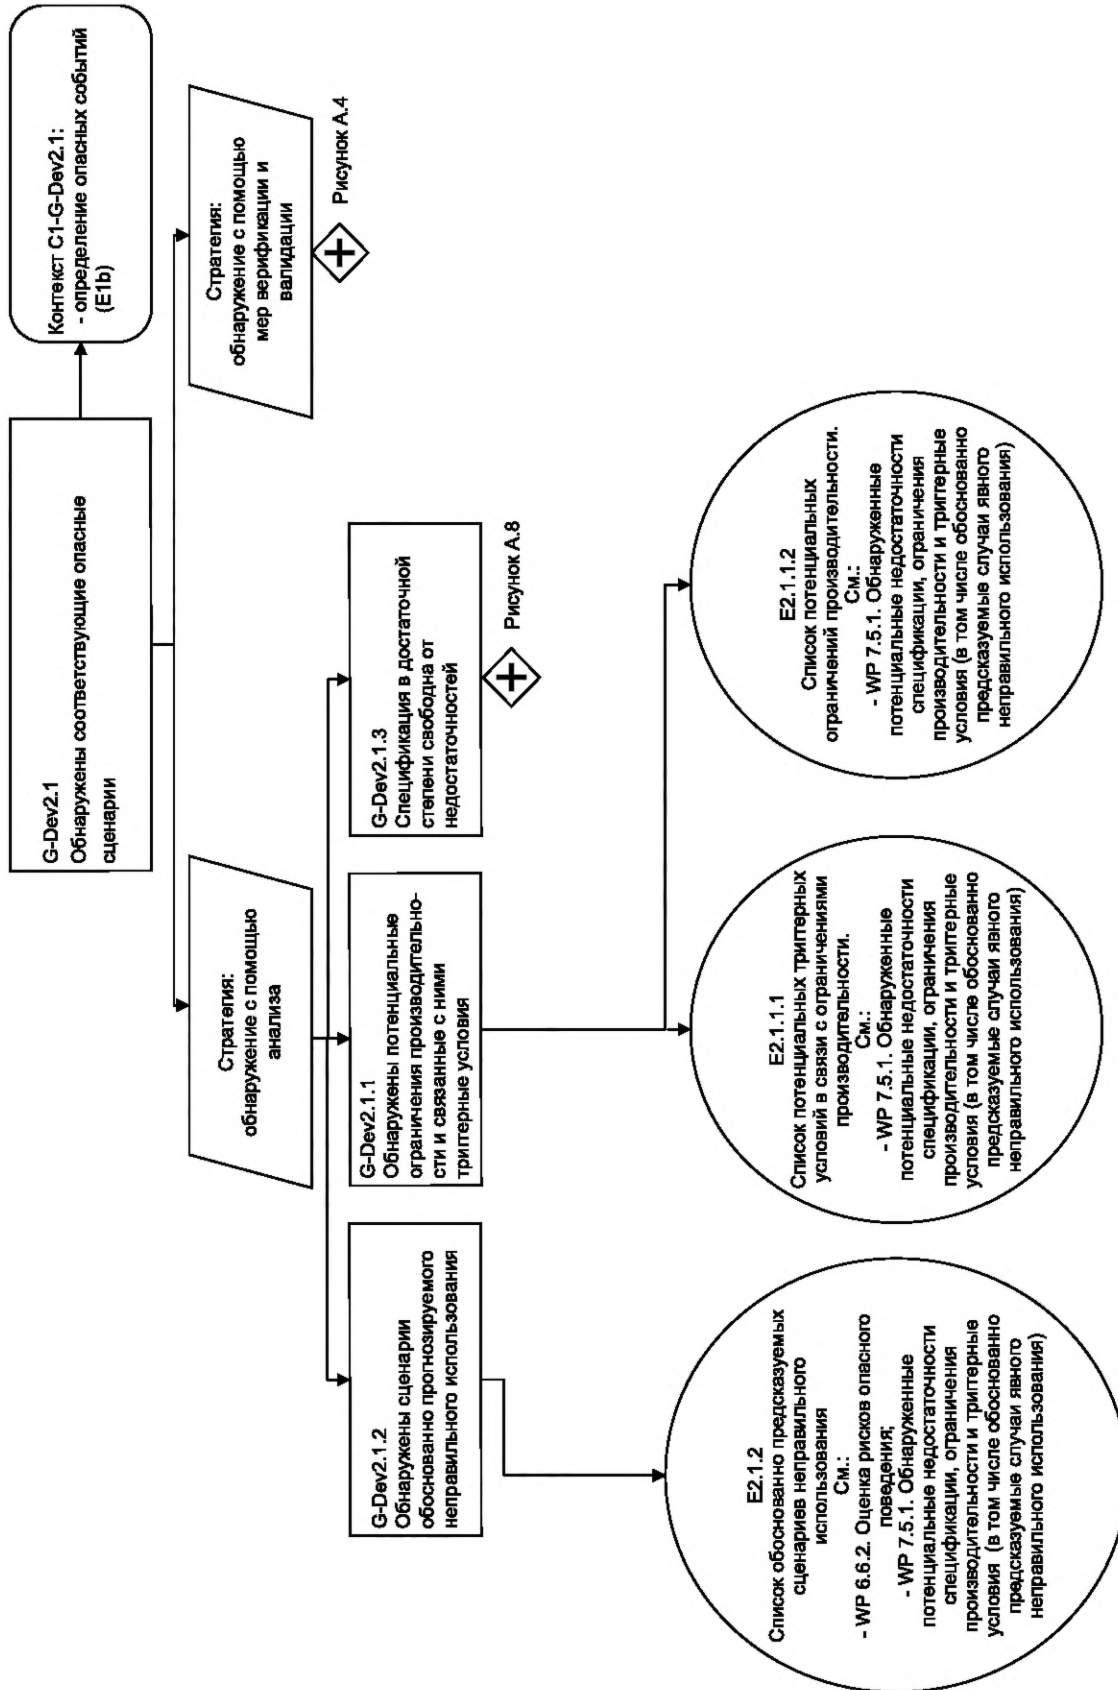 G-Dev2.1
Обнаружены соответствующие опасные
сценарии
Контекст C1-G-Dev2.1:
- определение опасных событий
(E1b)
Стратегия:
обнаружение с помощью
анализа
Стратегия:
обнаружение с помощью
мер верификации и
валидации
Рисунок А.4
G-Dev2.1.2
Обнаружены сценарии
обоснованно прогнозируемого
неправильного использования
G-Dev2.1.1
Обнаружены потенциальные
ограничения производительно-
сти и связанные с ними
триггерные условия
G-Dev2.1.3
Спецификация в достаточной
степени свободна от
недостаточностей
Рисунок А.8
E2.1.2
Список обоснованно предсказуемых
сценариев неправильного
использования
См.:
- WP 6.6.2. Оценка рисков опасного
поведения;
- WP 7.5.1. Обнаруженные
потенциальные недостаточности
спецификации, ограничения
производительности и триггерные
условия (в том числе обоснованно
предсказуемые случаи явного
неправильного использования)
E2.1.1.1
Список потенциальных триггерных
условий в связи с ограничениями
производительности.
См.:
- WP 7.5.1. Обнаруженные
потенциальные недостаточности
спецификации, ограничения
производительности и триггерные
условия (в том числе обоснованно
предсказуемые случаи явного
неправильного использования)
E2.1.1.2
Список потенциальных
ограничений производительности.
См.:
- WP 7.5.1. Обнаруженные
потенциальные недостаточности
спецификации, ограничения
производительности и триггерные
условия (в том числе обоснованно
предсказуемые случаи явного
неправильного использования)